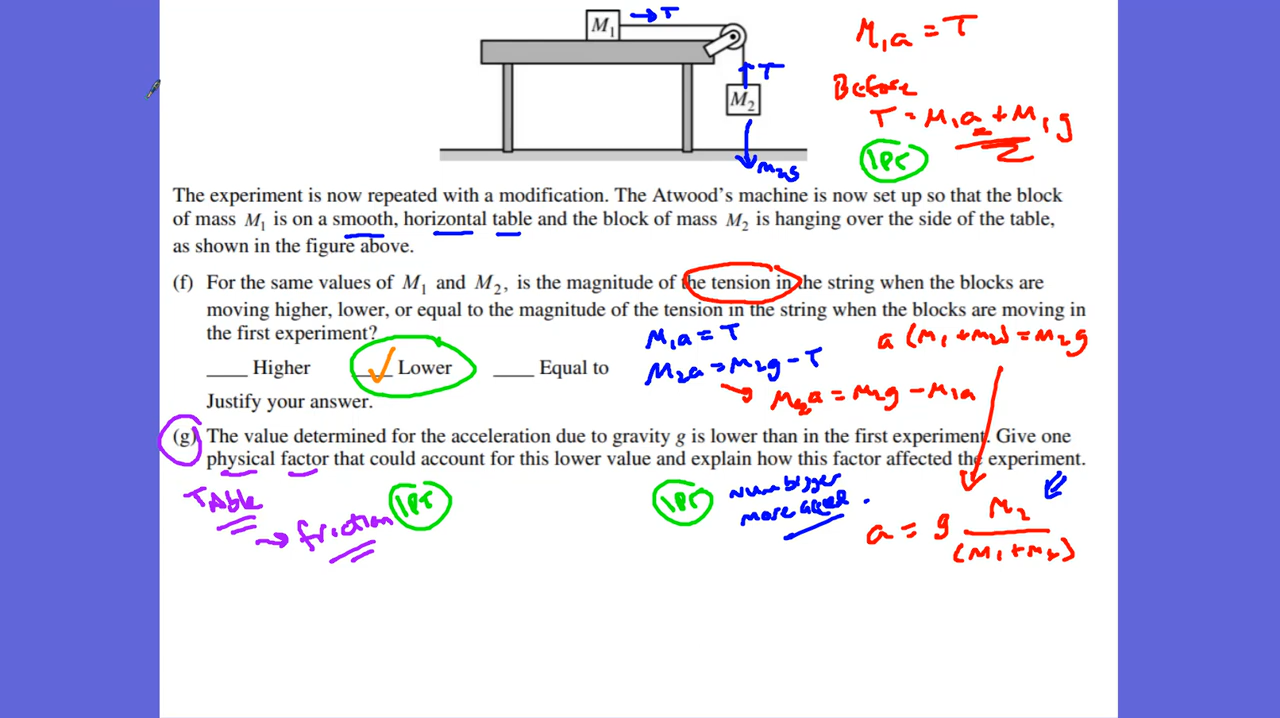 M₁
→ T
M₁a = T
T
M₂
M₂g
Before
T = M₁a + M₁g
1pt
The experiment is now repeated with a modification. The Atwood's machine is now set up so that the block
of mass M₁ is on a smooth, horizontal table and the block of mass M₂ is hanging over the side of the table,
as shown in the figure above.
(f) For the same values of M₁ and M₂, is the magnitude of the tension in the string when the blocks are
moving higher, lower, or equal to the magnitude of the tension in the string when the blocks are moving in
the first experiment?
M₁a = T
a (M₁ + M₂) = M₂g
____ Higher ____ Lower ____ Equal to
✓
M₂a = M₂g - T
→ M₂a = M₂g - M₁a
Justify your answer.
(g) The value determined for the acceleration due to gravity g is lower than in the first experiment. Give one
physical factor that could account for this lower value and explain how this factor affected the experiment.
Table
→ friction
1pt
1pt
Num bigger
more accel
a = g M₂
(M₁ + M₂)